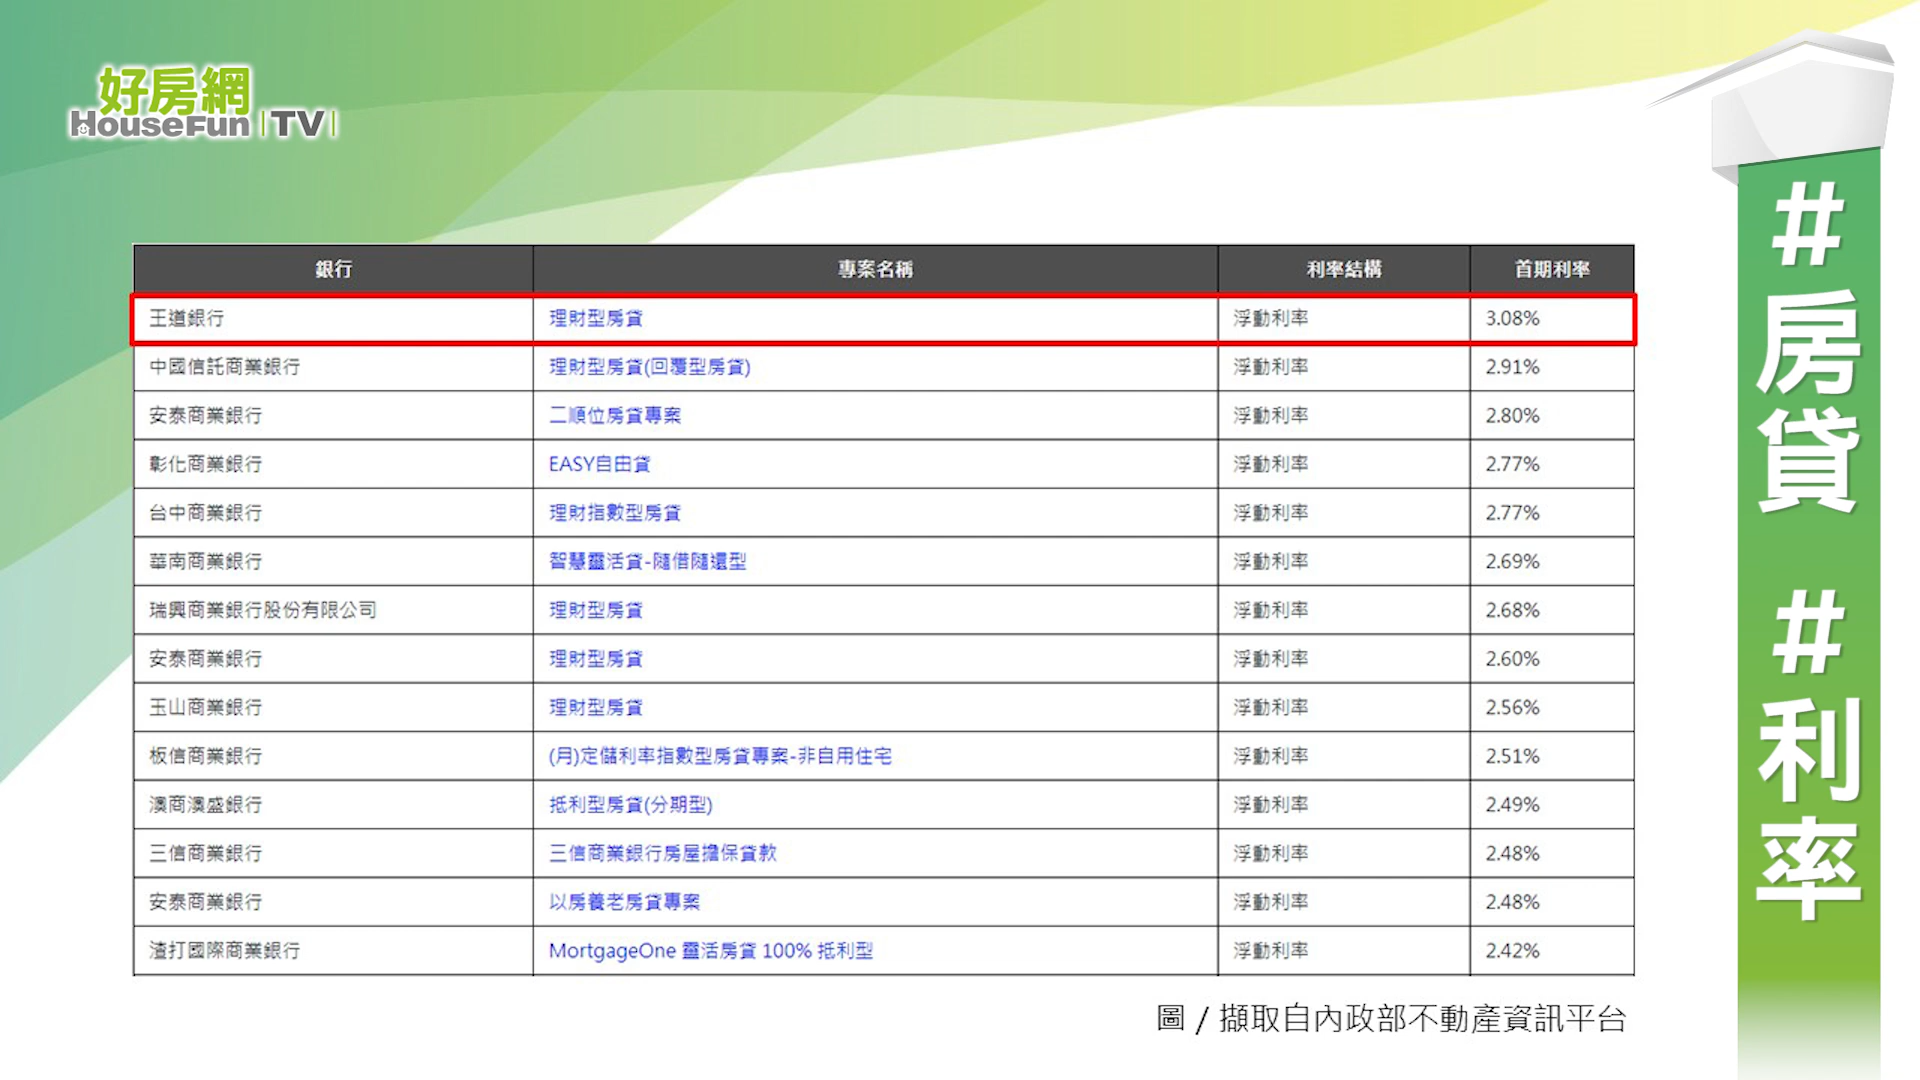 好房網
HouseFun TV
銀行 專案名稱 利率結構 首期利率
王道銀行 理財型房貸 浮動利率 3.08%
中國信託商業銀行 理財型房貸(回覆型房貸) 浮動利率 2.91%
安泰商業銀行 二順位房貸專案 浮動利率 2.80%
彰化商業銀行 EASY自由貸 浮動利率 2.77%
台中商業銀行 理財指數型房貸 浮動利率 2.77%
華南商業銀行 智慧靈活貸-隨借隨還型 浮動利率 2.69%
瑞興商業銀行股份有限公司 理財型房貸 浮動利率 2.68%
安泰商業銀行 理財型房貸 浮動利率 2.60%
玉山商業銀行 理財型房貸 浮動利率 2.56%
板信商業銀行 (月)定儲利率指數型房貸專案-非自用住宅 浮動利率 2.51%
澳商澳盛銀行 抵利型房貸(分期型) 浮動利率 2.49%
三信商業銀行 三信商業銀行房屋擔保貸款 浮動利率 2.48%
安泰商業銀行 以房養老房貸專案 浮動利率 2.48%
渣打國際商業銀行 MortgageOne 靈活房貸 100% 抵利型 浮動利率 2.42%
圖 / 擷取自內政部不動產資訊平台
#房貸 #利率